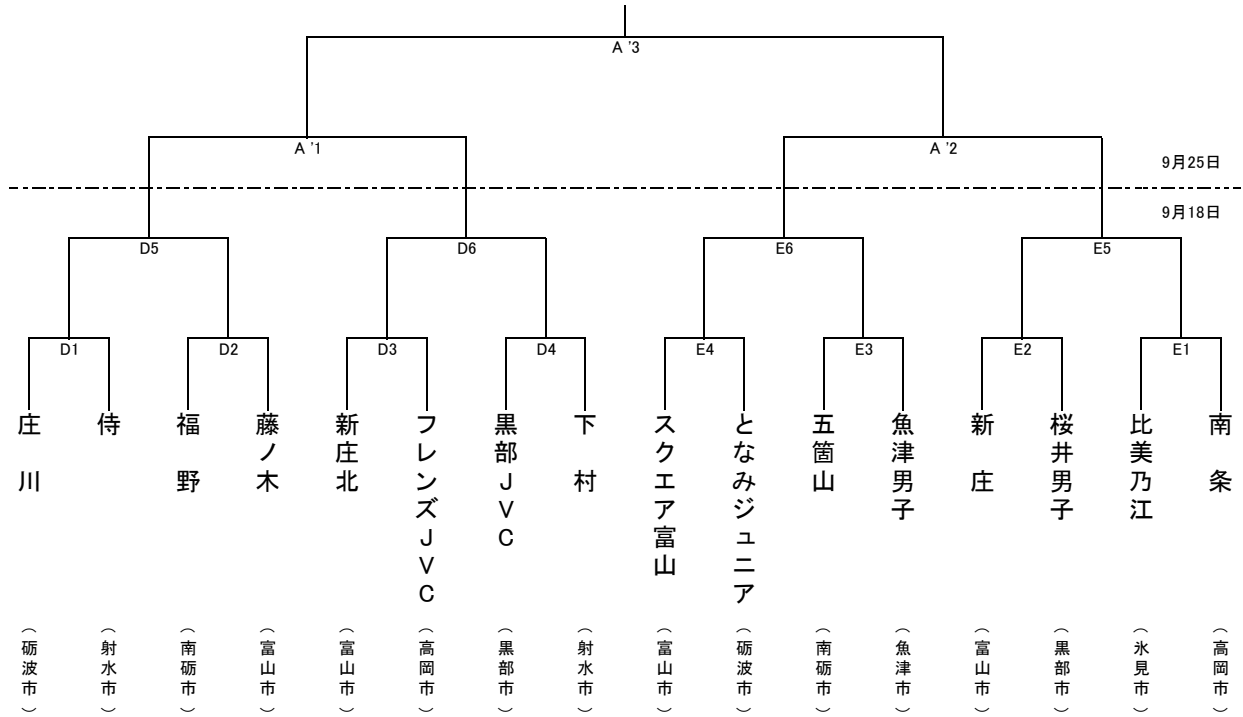 A '3
A '1
A '2
9月25日
9月18日
D5
D6
E6
E5
D1
D2
D3
D4
E4
E3
E2
E1
庄川
侍
福野
藤ノ木
新庄北
フレンズJVC
黒部JVC
下村
スクエア富山
となみジュニア
五箇山
魚津男子
新庄
桜井男子
比美乃江
南条
（砺波市）
（射水市）
（南砺市）
（富山市）
（富山市）
（高岡市）
（黒部市）
（射水市）
（富山市）
（砺波市）
（南砺市）
（魚津市）
（富山市）
（黒部市）
（氷見市）
（高岡市）